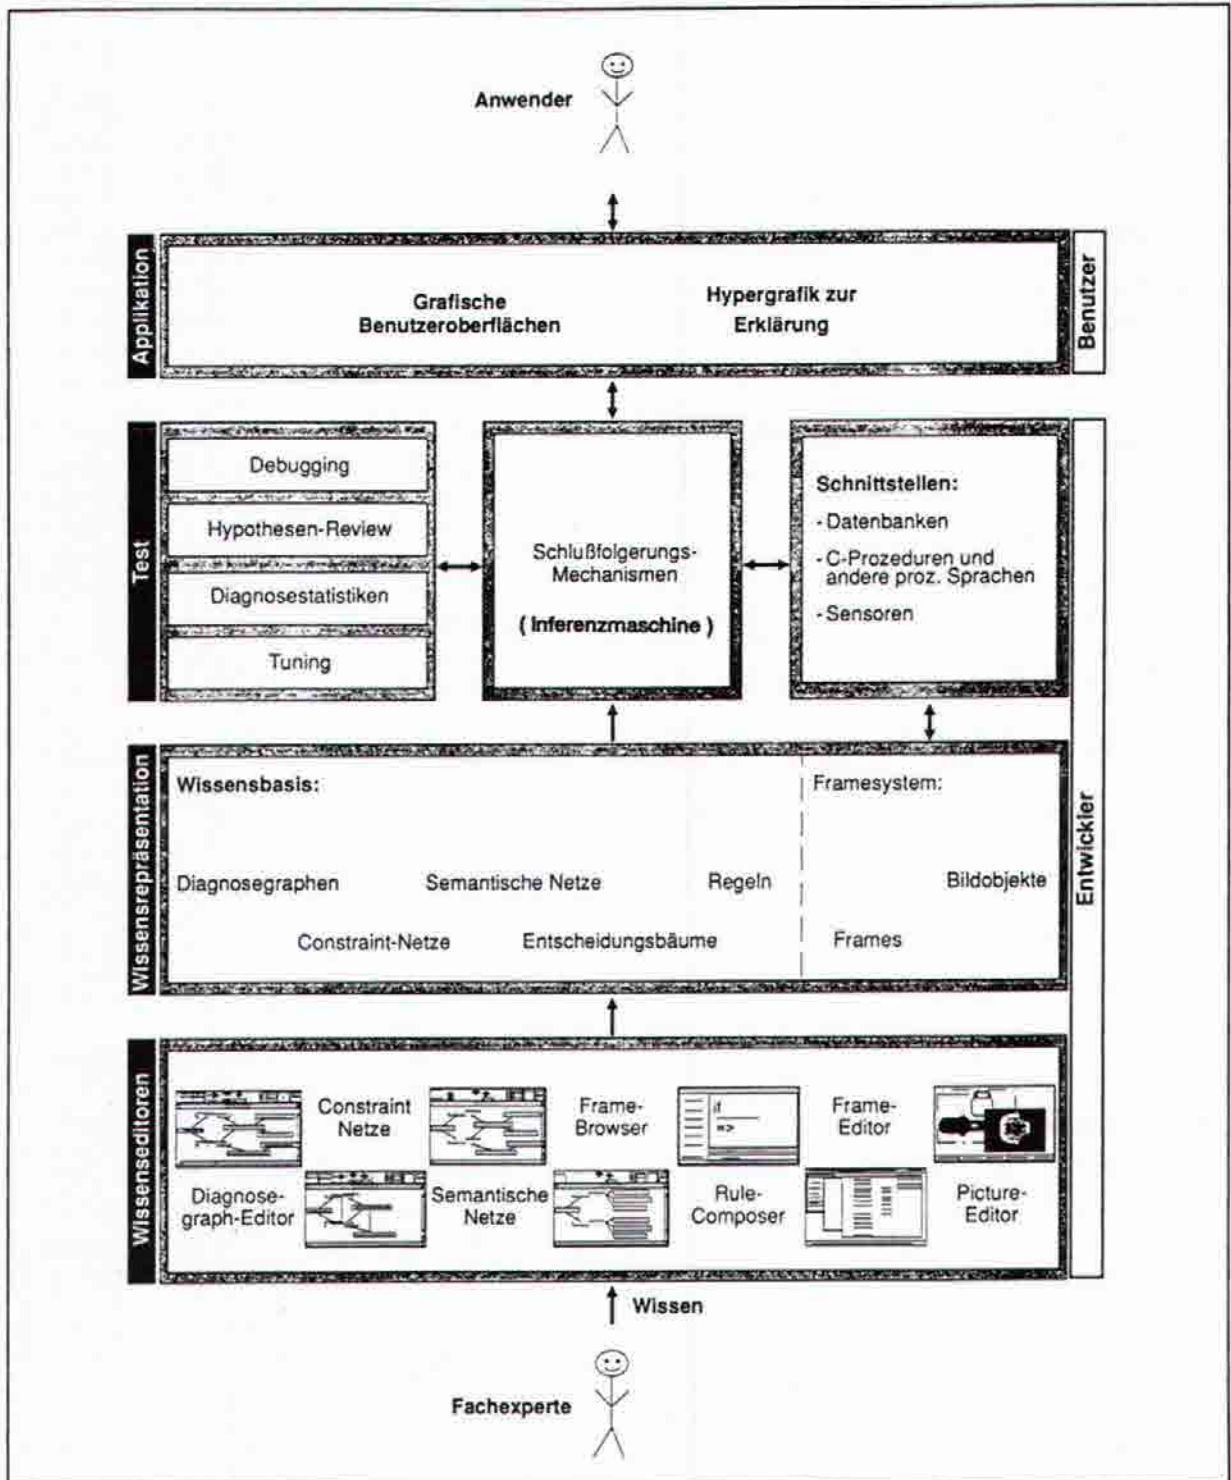 Anwender
Applikation
Grafische
Benutzeroberflächen
Hypergrafik zur
Erklärung
Benutzer
Test
Debugging
Hypothesen-Review
Diagnosestatistiken
Tuning
Schlußfolgerungs-
Mechanismen
( Inferenzmaschine )
Schnittstellen:
- Datenbanken
- C-Prozeduren und
andere proz. Sprachen
- Sensoren
Entwickler
Wissensrepräsentation
Wissensbasis:
Framesystem:
Diagnosegraphen
Semantische Netze
Regeln
Bildobjekte
Constraint-Netze
Entscheidungsbäume
Frames
Wissenseditoren
Constraint
Netze
Frame-
Browser
if
=>
Frame-
Editor
Diagnose-
graph-Editor
Semantische
Netze
Rule-
Composer
Picture-
Editor
Wissen
Fachexperte